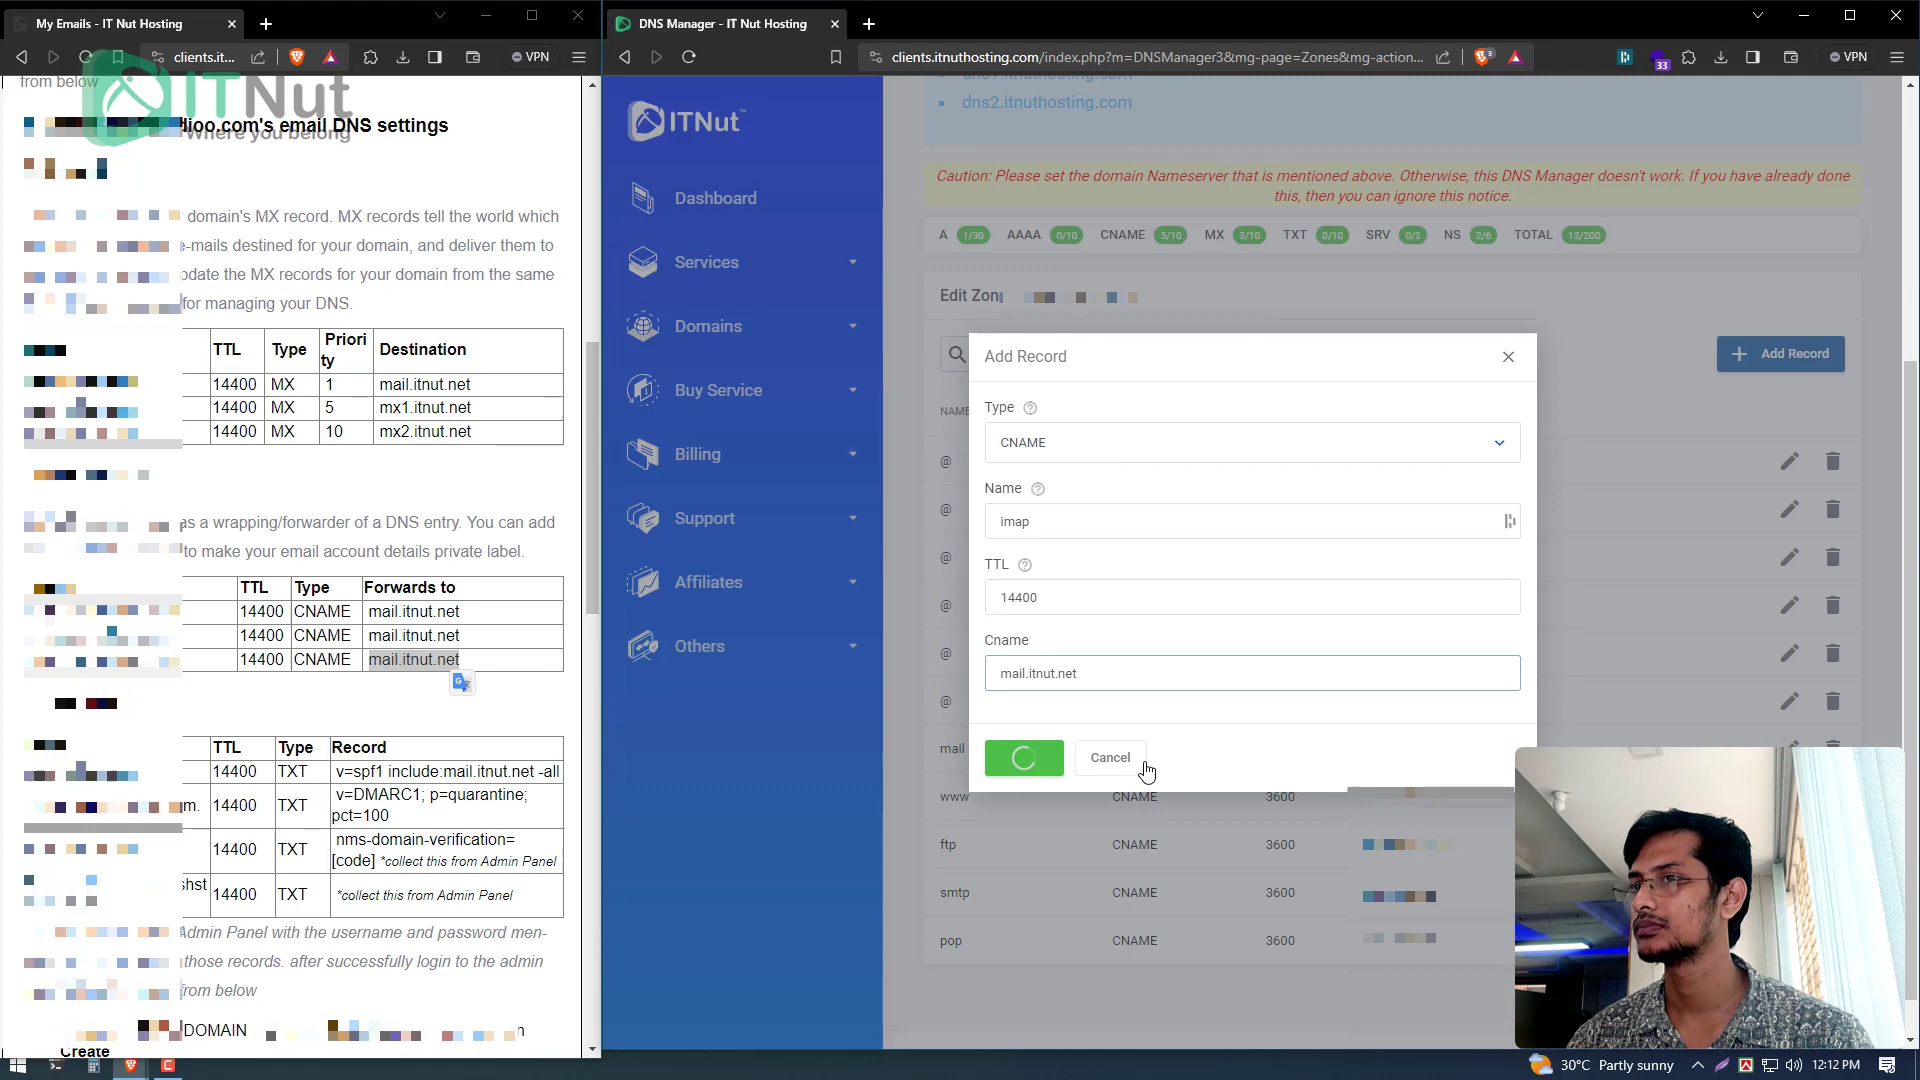 My Emails - IT Nut Hosting
DNS Manager - IT Nut Hosting
clients.it...
VPN
clients.itnuthosting.com/index.php?m=DNSManager3&mg-page=Zones&mg-action...
33
VPN
from below
ITNut
Where you belong
dioo.com's email DNS settings
domain's MX record. MX records tell the world which
e-mails destined for your domain, and deliver them to
pdate the MX records for your domain from the same
for managing your DNS.
TTL Type Priori
ty Destination
14400 MX 1 mail.itnut.net
14400 MX 5 mx1.itnut.net
14400 MX 10 mx2.itnut.net
as a wrapping/forwarder of a DNS entry. You can add
to make your email account details private label.
TTL Type Forwards to
14400 CNAME mail.itnut.net
14400 CNAME mail.itnut.net
14400 CNAME mail.itnut.net
TTL Type Record
14400 TXT v=spf1 include:mail.itnut.net -all
m. 14400 TXT v=DMARC1; p=quarantine;
pct=100
14400 TXT nms-domain-verification=
[code] *collect this from Admin Panel
shst 14400 TXT *collect this from Admin Panel
Admin Panel with the username and password men-
those records. after successfully login to the admin
from below
DOMAIN
Create
ITNut™
Dashboard
Services
Domains
Buy Service
Billing
Support
Affiliates
Others
dns1.itnuthosting.com
dns2.itnuthosting.com
Caution: Please set the domain Nameserver that is mentioned above. Otherwise, this DNS Manager doesn't work. If you have already done
this, then you can ignore this notice.
A 1/30 AAAA 0/10 CNAME 5/10 MX 3/10 TXT 0/10 SRV 0/2 NS 2/6 TOTAL 12/200
Edit Zon
Add Record
NAME
@
@
@
@
@
@
mail
www CNAME 3600
ftp CNAME 3600
smtp CNAME 3600
pop CNAME 3600
Add Record
Type
CNAME
Name
imap
TTL
14400
Cname
mail.itnut.net
Cancel
30°C Partly sunny
12:12 PM